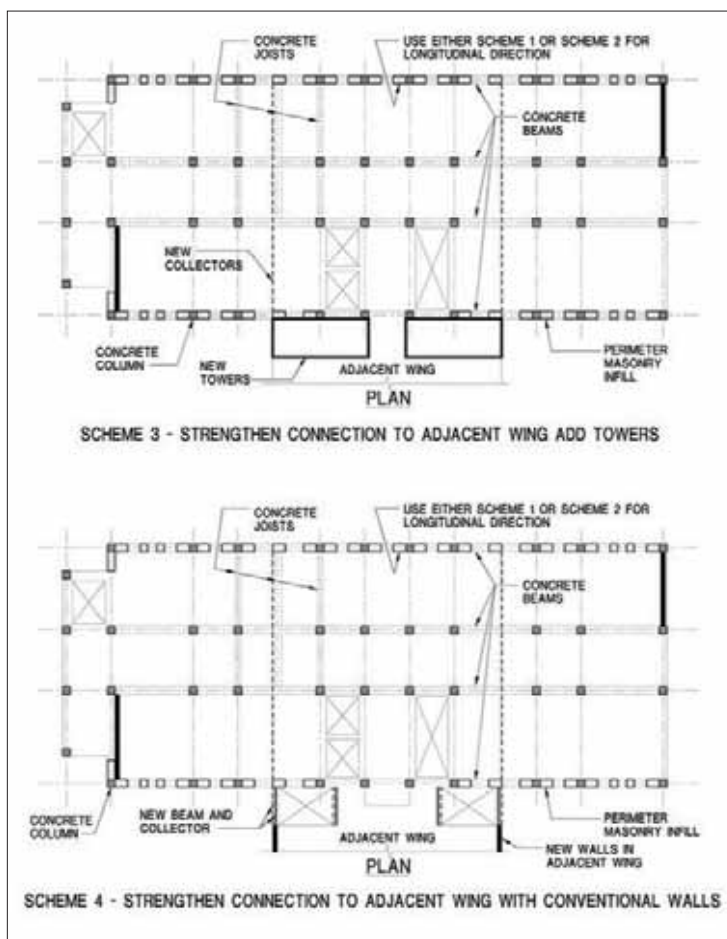 CONCRETE
JOISTS
USE EITHER SCHEME 1 OR SCHEME 2 FOR
LONGITUDINAL DIRECTION
CONCRETE
BEAMS
NEW
COLLECTORS
CONCRETE
COLUMN
NEW
TOWERS
ADJACENT WING
PERIMETER
MASONRY
INFILL
PLAN
SCHEME 3 - STRENGTHEN CONNECTION TO ADJACENT WING ADD TOWERS
CONCRETE
JOISTS
USE EITHER SCHEME 1 OR SCHEME 2 FOR
LONGITUDINAL DIRECTION
CONCRETE
BEAMS
CONCRETE
COLUMN
NEW BEAM AND
COLLECTOR
ADJACENT WING
PERIMETER
MASONRY INFILL
NEW WALLS IN
ADJACENT WING
PLAN
SCHEME 4 - STRENGTHEN CONNECTION TO ADJACENT WING WITH CONVENTIONAL WALLS